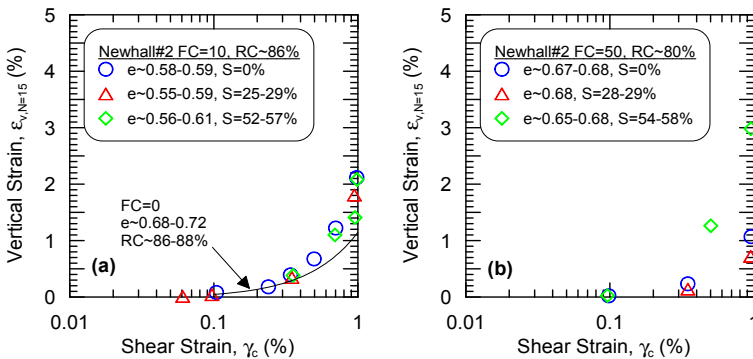 Vertical Strain, εv,N=15 (%)
5
4
3
2
1
0
Newhall#2 FC=10, RC~86%
e~0.58-0.59, S=0%
e~0.55-0.59, S=25-29%
e~0.56-0.61, S=52-57%
FC=0
e~0.68-0.72
RC~86-88%
(a)
0.01
0.1
1
Shear Strain, γc (%)
Vertical Strain, εv,N=15 (%)
5
4
3
2
1
0
Newhall#2 FC=50, RC~80%
e~0.67-0.68, S=0%
e~0.68, S=28-29%
e~0.65-0.68, S=54-58%
(b)
0.01
0.1
1
Shear Strain, γc (%)